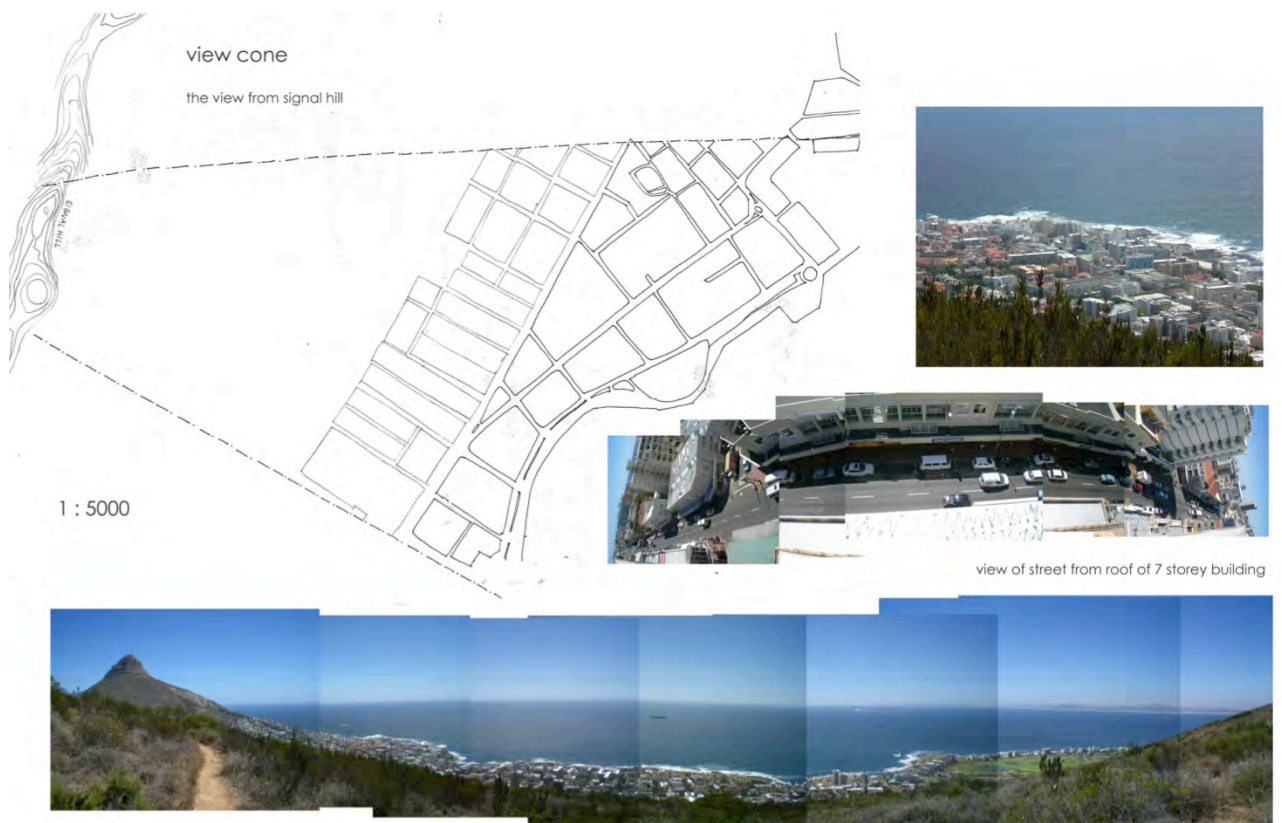 view cone
the view from signal hill
SIGNAL HILL
1 : 5000
view of street from roof of 7 storey building